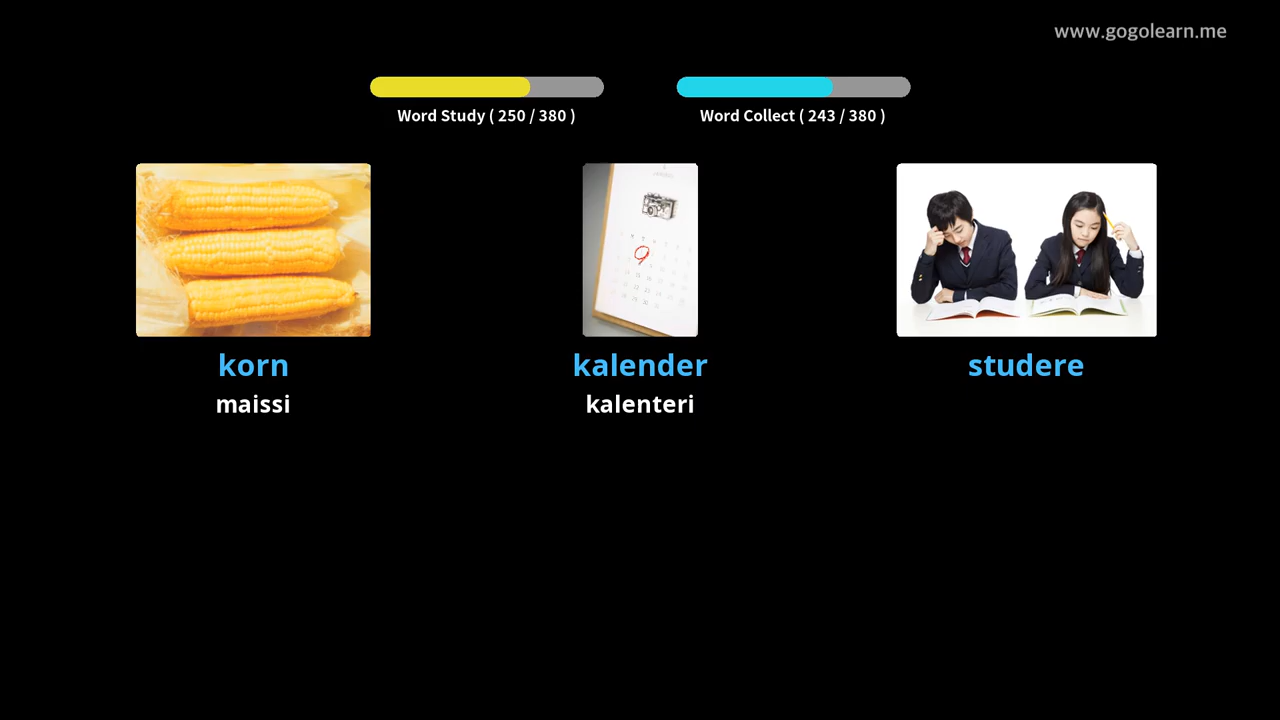 www.gogolearn.me
Word Study ( 250 / 380 )
Word Collect ( 243 / 380 )
korn
kalender
studere
maissi
kalenteri